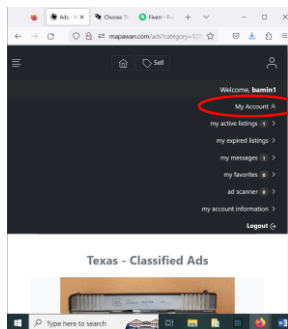 Ads -
Choose T
Fiverr -
mapawan.com/ads?category=12
Sell
Welcome, bamin1
My Account
my active listings 1 >
my expired listings >
my messages 1 >
my favorites 0 >
ad scanner 0 >
my account information >
Logout
Texas - Classified Ads
Type here to search